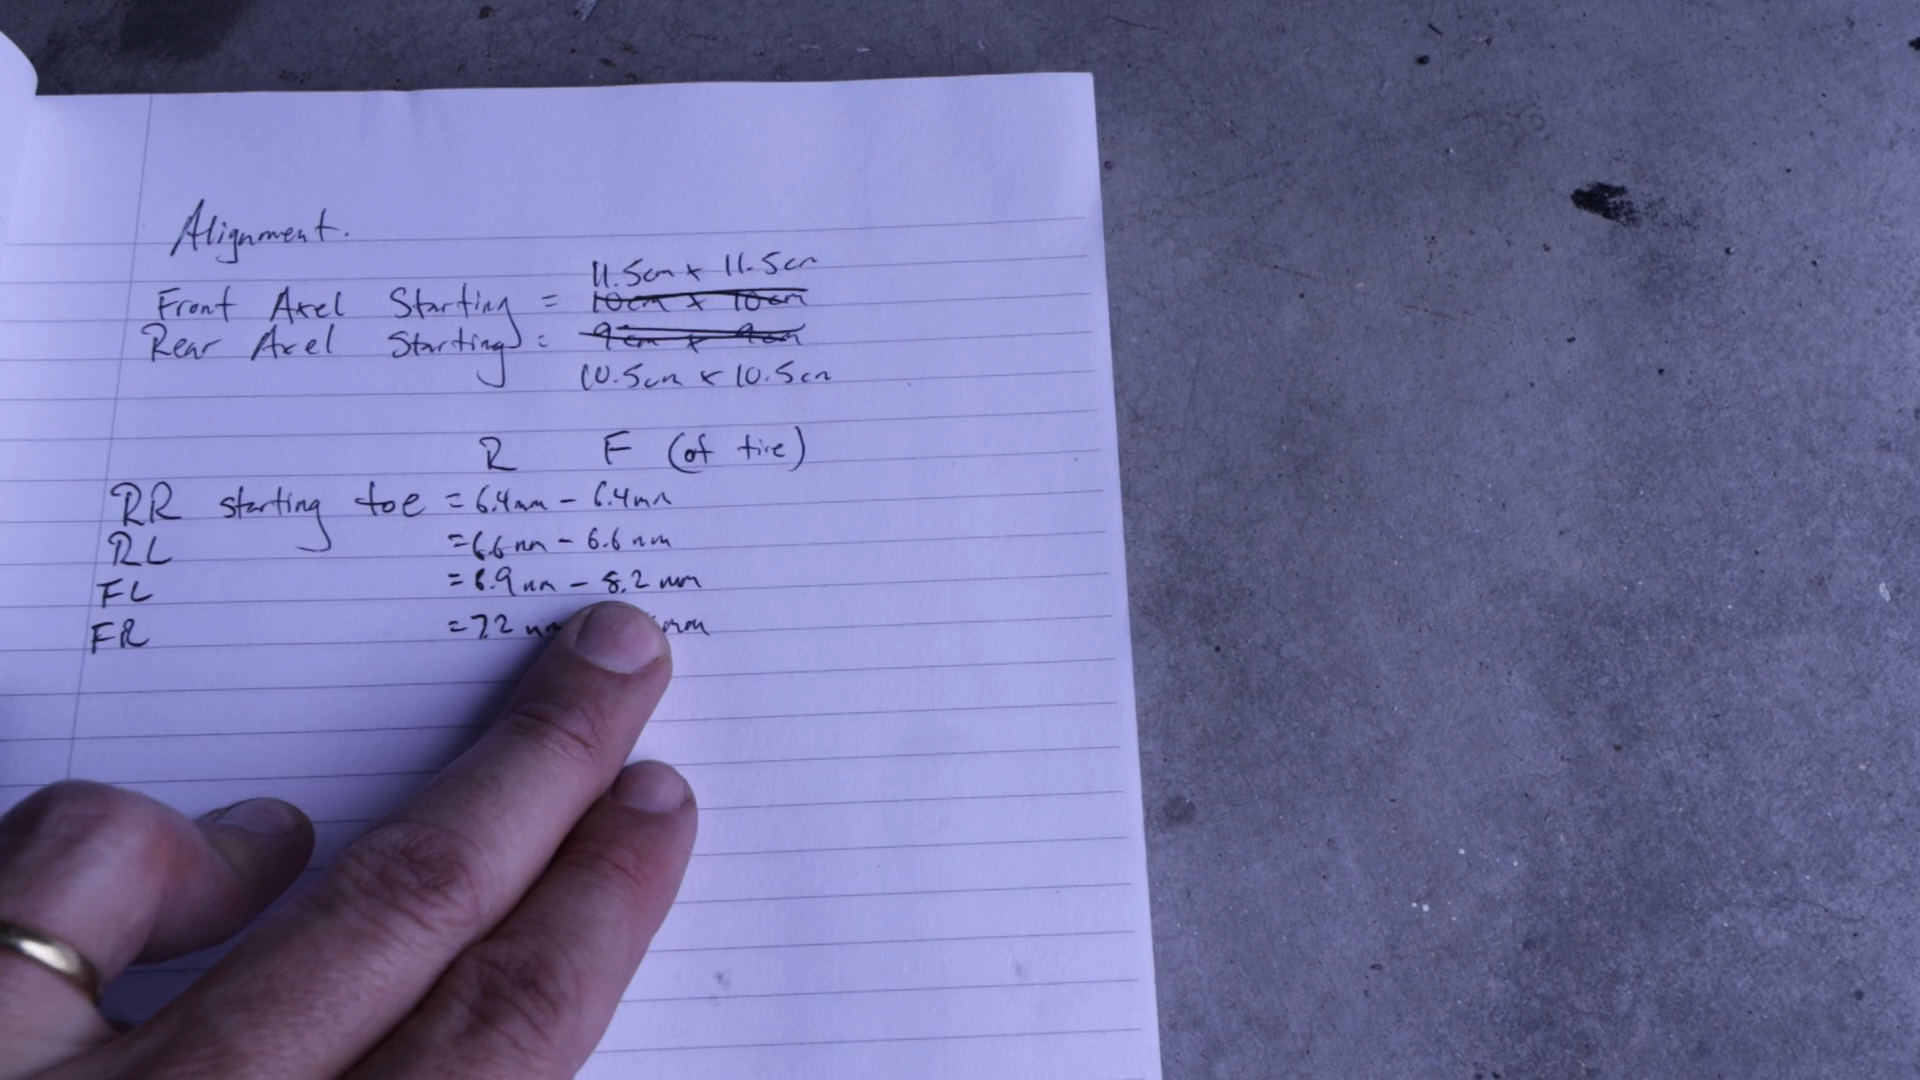 Alignment.
11.5cm x 11.5cm
Front Axel Starting = 10cm x 10cm
Rear Axel Starting: 9cm x 9cm
10.5cm x 10.5cm
R F (of tire)
RR starting toe = 6.4mm - 6.4mm
RL = 6.6mm - 6.6mm
FL = 8.9mm - 8.2mm
FR = 7.2 mm